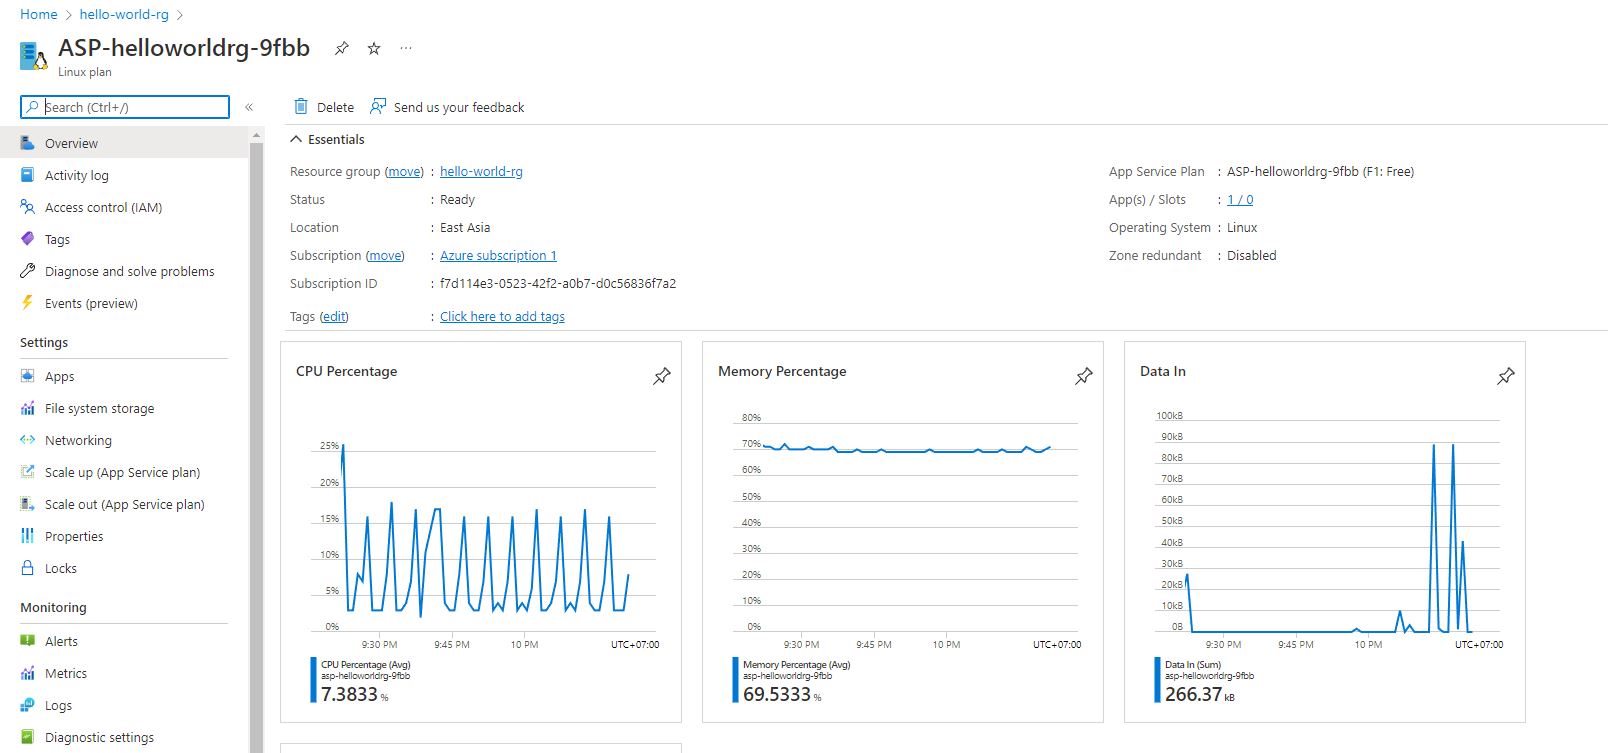 Home > hello-world-rg >
ASP-helloworldrg-9fbb ...
Linux plan
Search (Ctrl+/) «
Overview
Activity log
Access control (IAM)
Tags
Diagnose and solve problems
Events (preview)
Settings
Apps
File system storage
Networking
Scale up (App Service plan)
Scale out (App Service plan)
Properties
Locks
Monitoring
Alerts
Metrics
Logs
Diagnostic settings
Delete Send us your feedback
Essentials
Resource group (move) : hello-world-rg
Status : Ready
Location : East Asia
Subscription (move) : Azure subscription 1
Subscription ID : f7d114e3-0523-42f2-a0b7-d0c56836f7a2
Tags (edit) : Click here to add tags
App Service Plan : ASP-helloworldrg-9fbb (F1: Free)
App(s) / Slots : 1 / 0
Operating System : Linux
Zone redundant : Disabled
CPU Percentage
25%
20%
15%
10%
5%
0%
9:30 PM 9:45 PM 10 PM UTC+07:00
CPU Percentage (Avg)
asp-helloworldrg-9fbb
7.3833 %
Memory Percentage
80%
70%
60%
50%
40%
30%
20%
10%
0%
9:30 PM 9:45 PM 10 PM UTC+07:00
Memory Percentage (Avg)
asp-helloworldrg-9fbb
69.5333 %
Data In
100kB
90kB
80kB
70kB
60kB
50kB
40kB
30kB
20kB
10kB
0B
9:30 PM 9:45 PM 10 PM UTC+07:00
Data In (Sum)
asp-helloworldrg-9fbb
266.37 kB